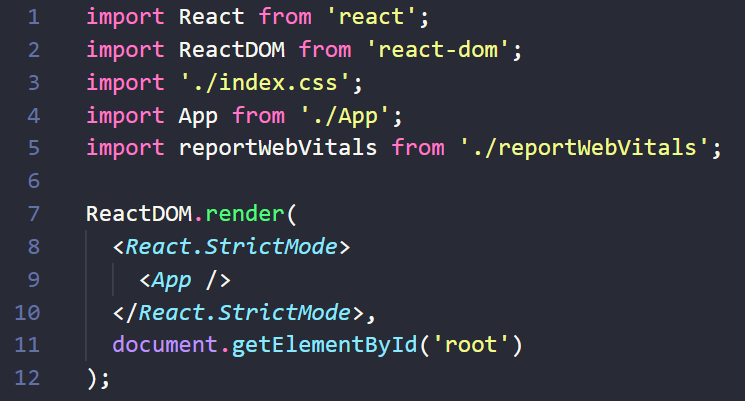 1 import React from 'react';
2 import ReactDOM from 'react-dom';
3 import './index.css';
4 import App from './App';
5 import reportWebVitals from './reportWebVitals';
6
7 ReactDOM.render(
8   <React.StrictMode>
9     <App />
10   </React.StrictMode>,
11   document.getElementById('root')
12 );